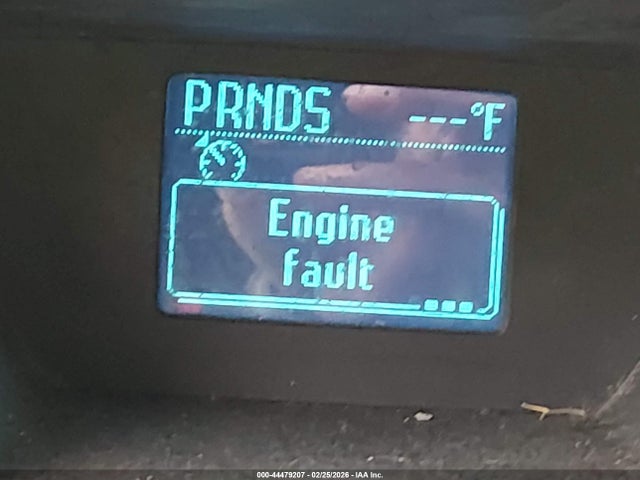 PRNDS ---°F
Engine
fault
000-44479207 - 02/25/2026 - IAA Inc.